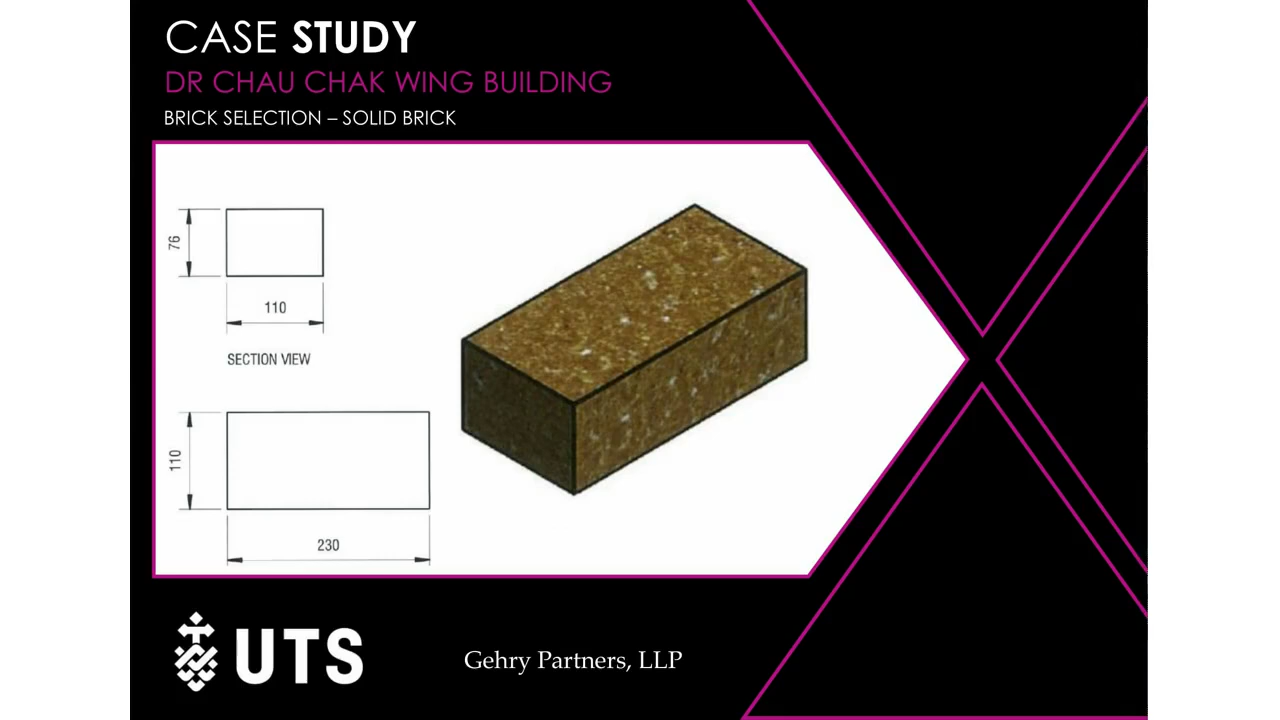 CASE STUDY
DR CHAU CHAK WING BUILDING
BRICK SELECTION – SOLID BRICK
76
110
SECTION VIEW
110
230
UTS
Gehry Partners, LLP